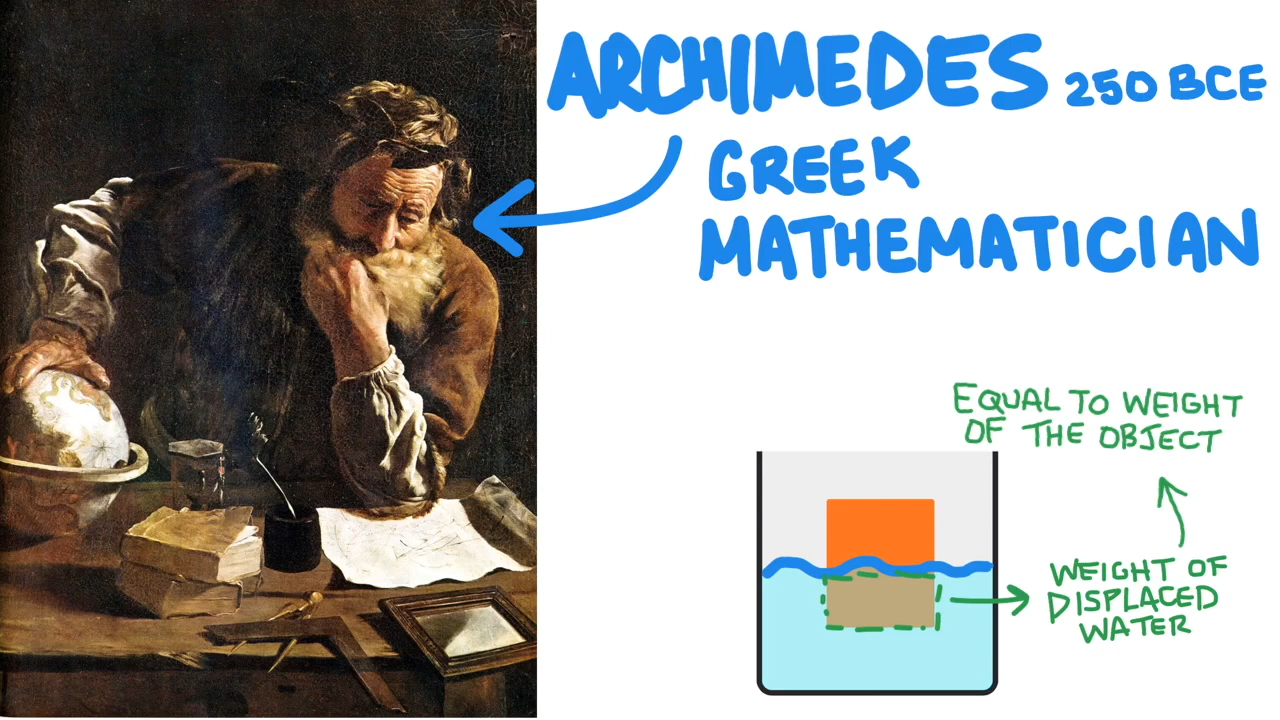 ARCHIMEDES 250 BCE
GREEK
MATHEMATICIAN
EQUAL TO WEIGHT
OF THE OBJECT
WEIGHT OF
DISPLACED
WATER